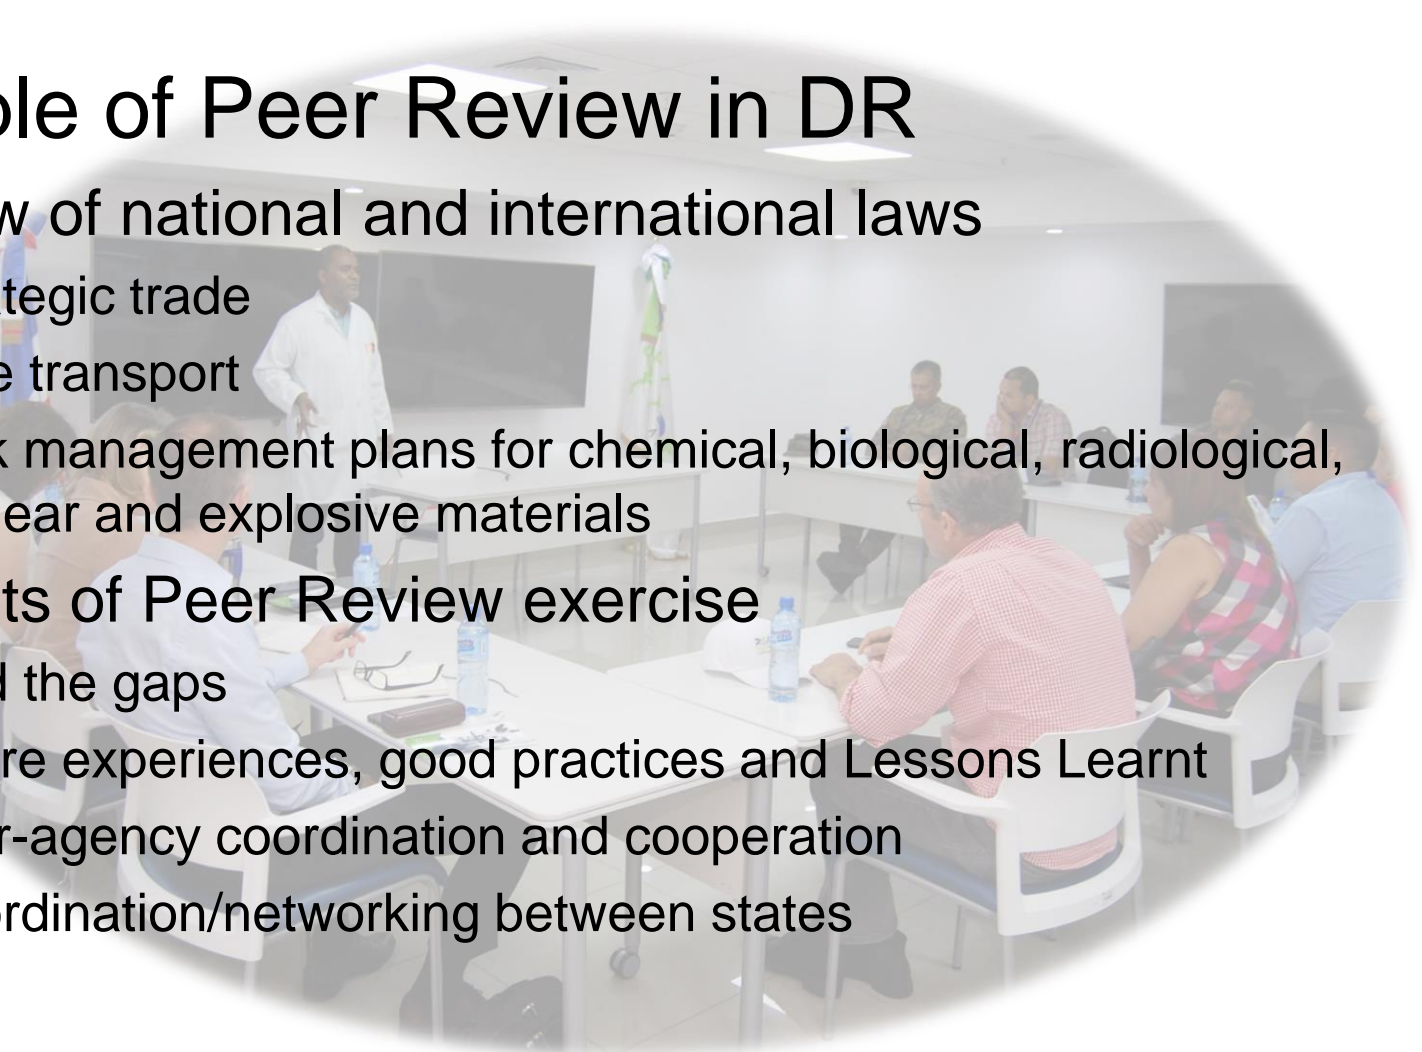 ole of Peer Review in DR
w of national and international laws
tegic trade
e transport
k management plans for chemical, biological, radiological,
lear and explosive materials
ts of Peer Review exercise
d the gaps
re experiences, good practices and Lessons Learnt
r-agency coordination and cooperation
ordination/networking between states